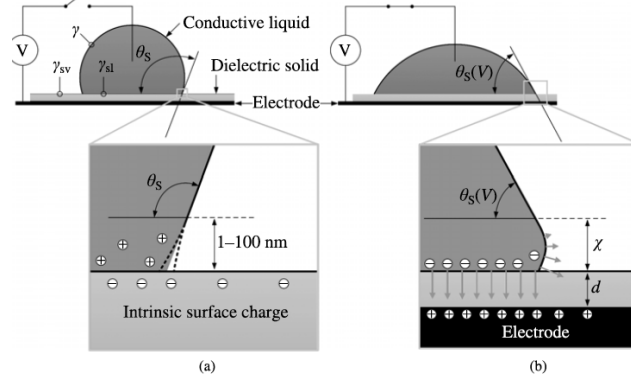 Conductive liquid
γ
θS
V
γsv
γsl
Dielectric solid
Electrode
V
θS(V)
θS
1–100 nm
⊕ ⊕ ⊕ ⊕
⊖ ⊖ ⊖ ⊖ ⊖
Intrinsic surface charge
(a)
θS(V)
χ
⊖ ⊖ ⊖ ⊖ ⊖ ⊖ ⊖ ⊖
d
⊕ ⊕ ⊕ ⊕ ⊕ ⊕ ⊕ ⊕
Electrode
(b)